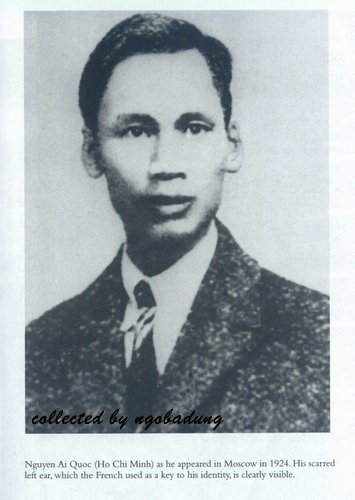 collected by ngobadung
Nguyen Ai Quoc (Ho Chi Minh) as he appeared in Moscow in 1924. His scarred
left ear, which the French used as a key to his identity, is clearly visible.